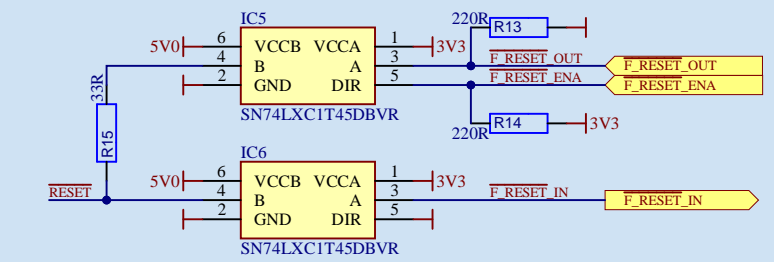 IC5
220R R13
5V0 6 VCCB VCCA 1 3V3
4 B A 3 F_RESET_OUT F_RESET_OUT
2 GND DIR 5 F_RESET_ENA F_RESET_ENA
33R
SN74LXC1T45DBVR
220R R14 3V3
R15
IC6
5V0 6 VCCB VCCA 1 3V3
RESET 4 B A 3 F_RESET_IN F_RESET_IN
2 GND DIR 5
SN74LXC1T45DBVR